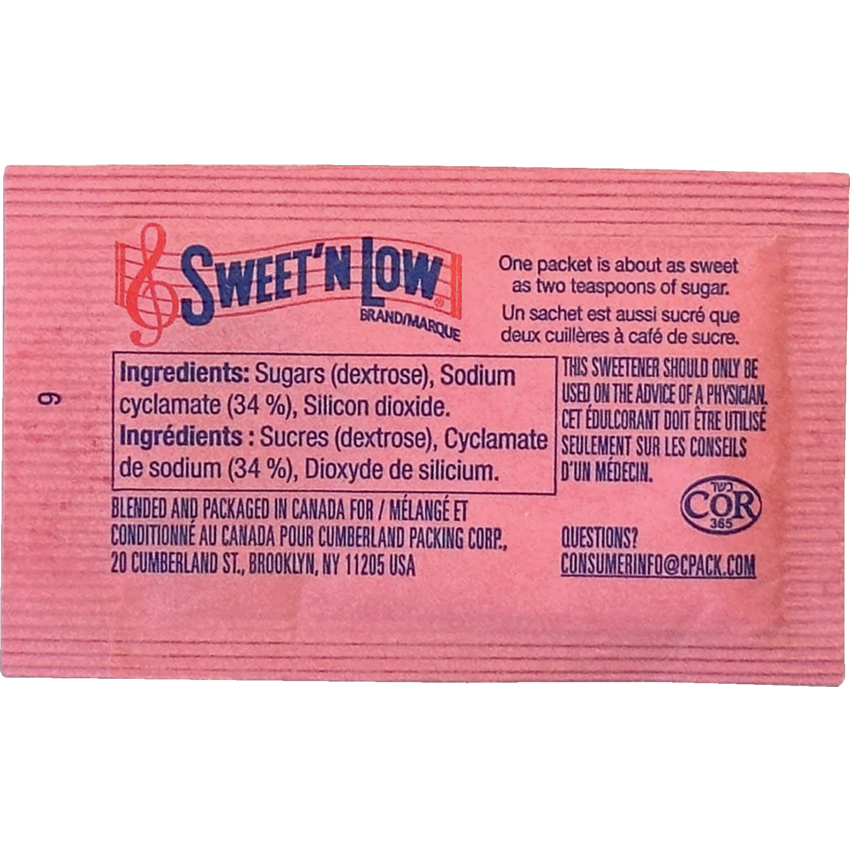 SWEET'N LOW®
BRAND/MARQUE
One packet is about as sweet
as two teaspoons of sugar.
Un sachet est aussi sucré que
deux cuillères à café de sucre.
Ingredients: Sugars (dextrose), Sodium
cyclamate (34 %), Silicon dioxide.
Ingrédients : Sucres (dextrose), Cyclamate
de sodium (34 %), Dioxyde de silicium.
THIS SWEETENER SHOULD ONLY BE
USED ON THE ADVICE OF A PHYSICIAN.
CET ÉDULCORANT DOIT ÊTRE UTILISÉ
SEULEMENT SUR LES CONSEILS
D'UN MÉDECIN.
BLENDED AND PACKAGED IN CANADA FOR / MÉLANGÉ ET
CONDITIONNÉ AU CANADA POUR CUMBERLAND PACKING CORP.,
20 CUMBERLAND ST., BROOKLYN, NY 11205 USA
כשר
COR
365
QUESTIONS?
CONSUMERINFO@CPACK.COM
9